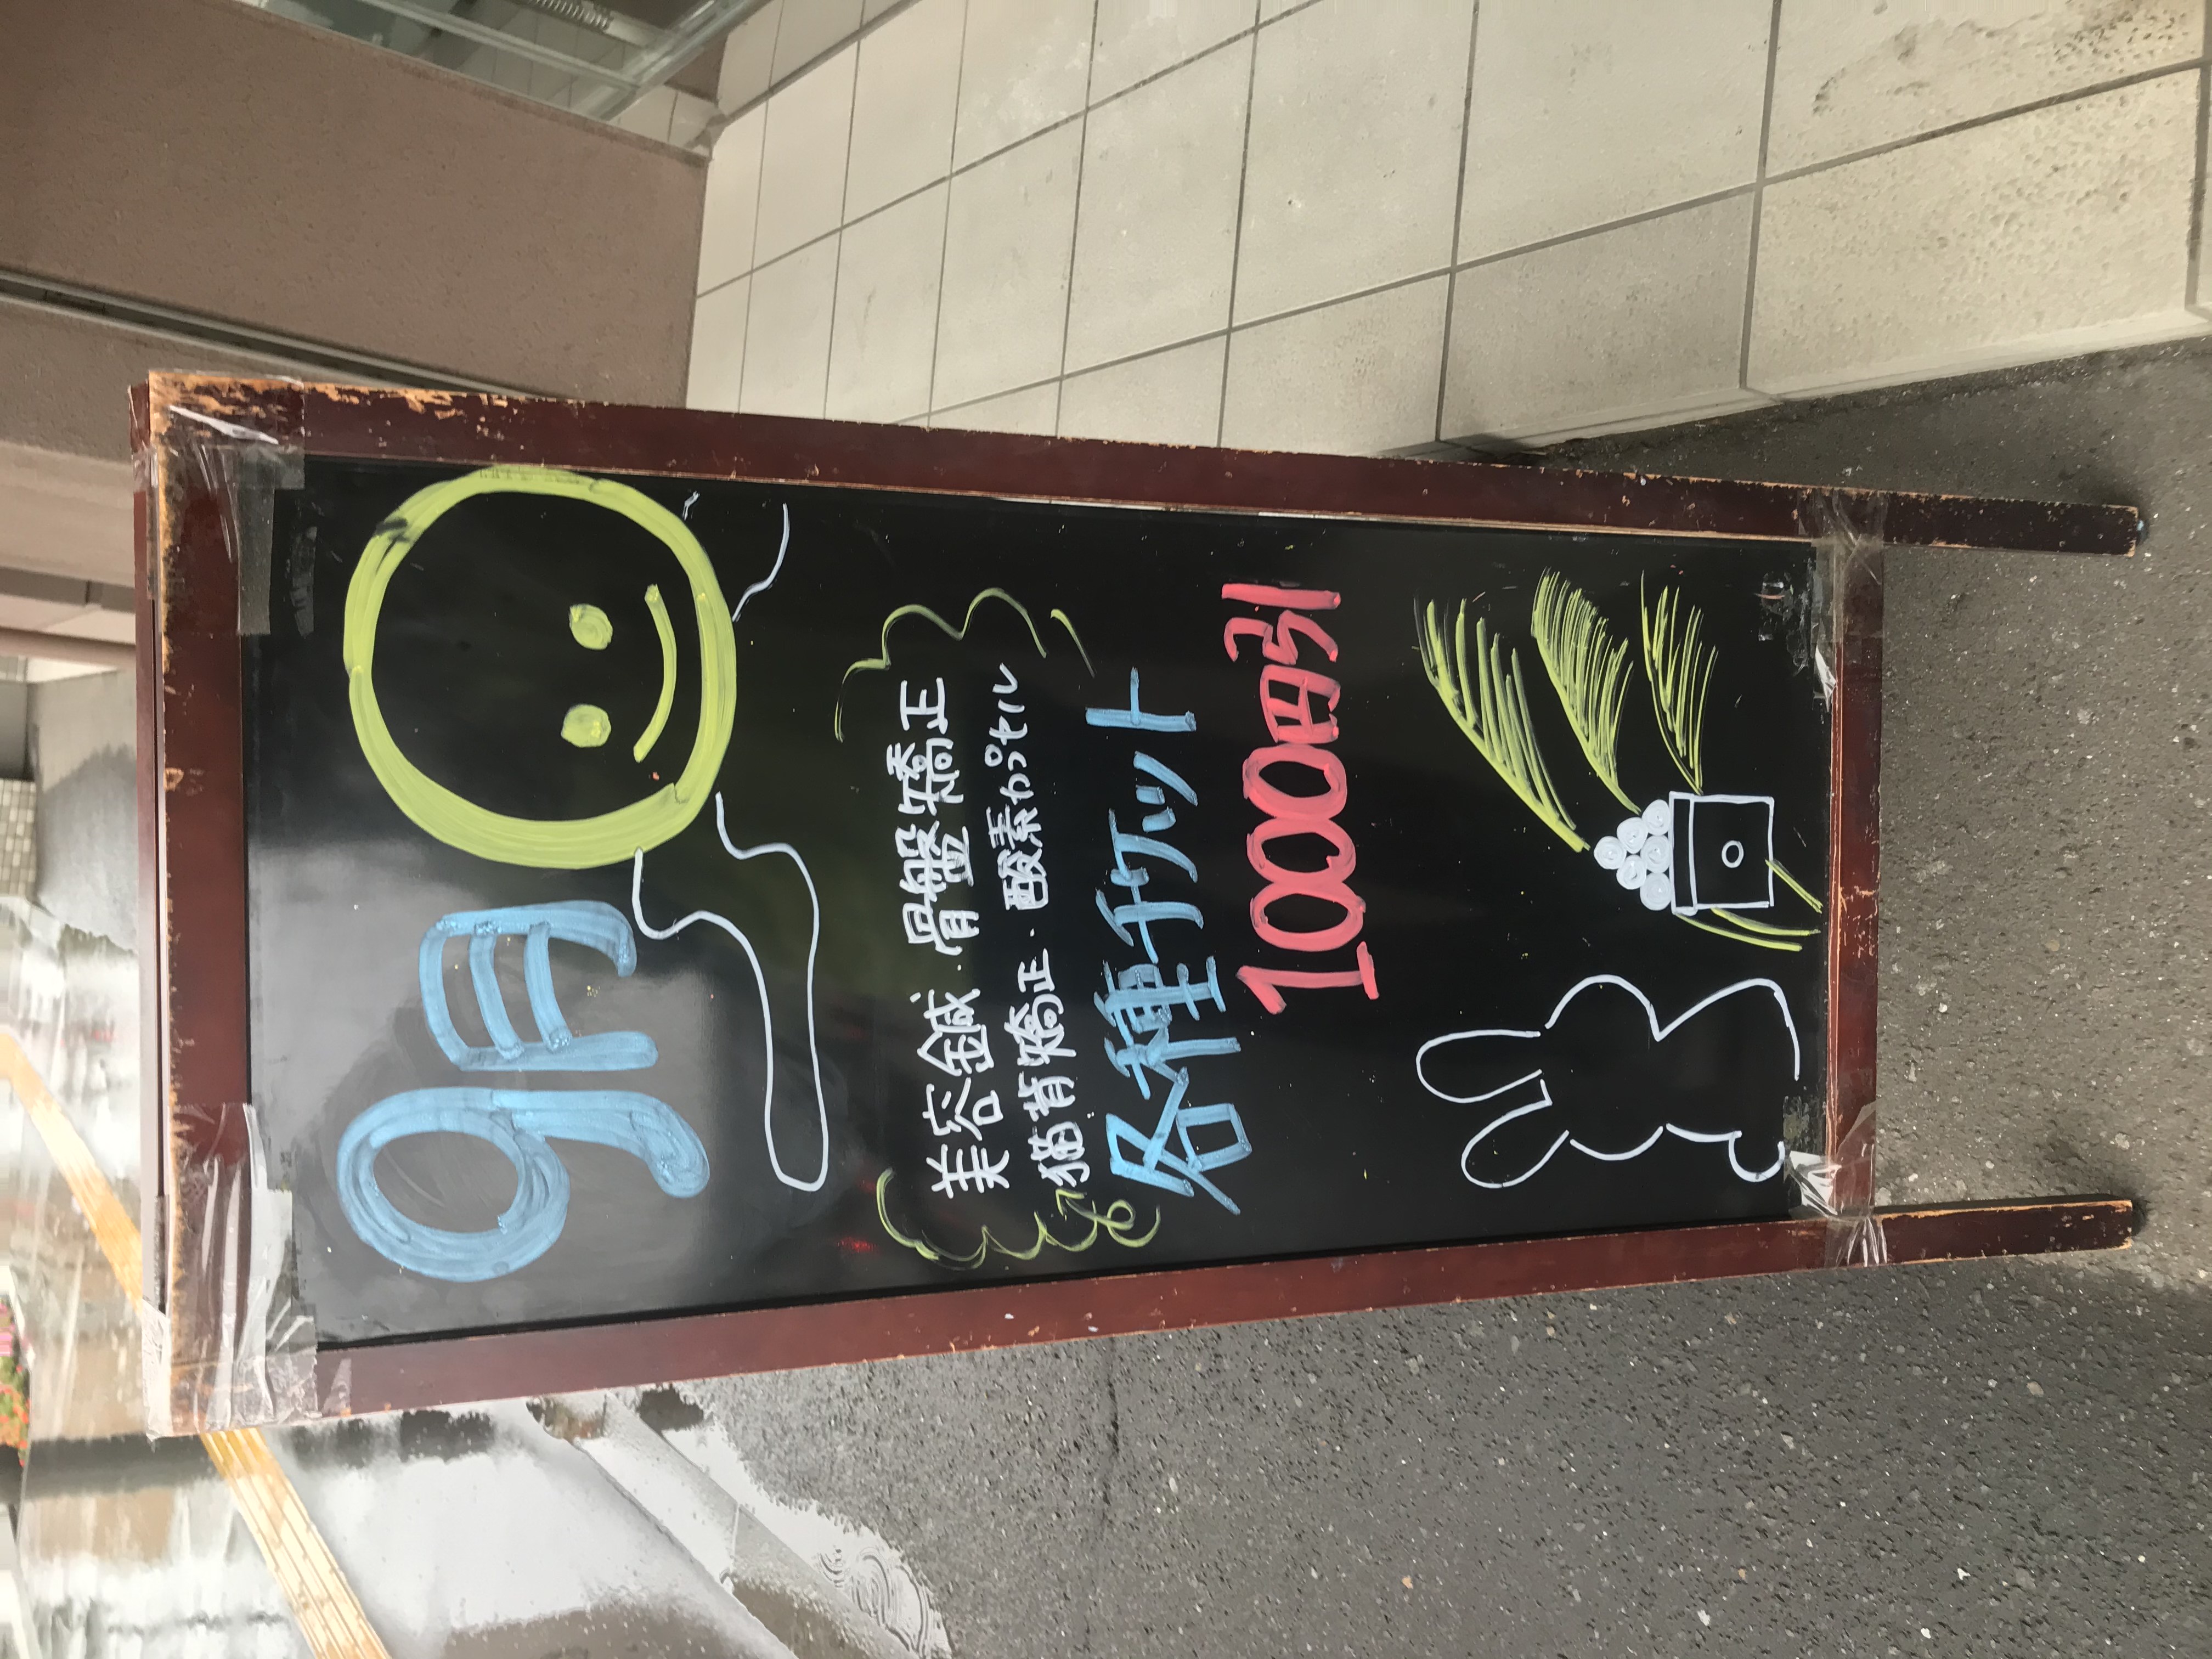 9月
美容鍼・骨盤矯正
猫背矯正・酸素カプセル
各種チケット
1000円引